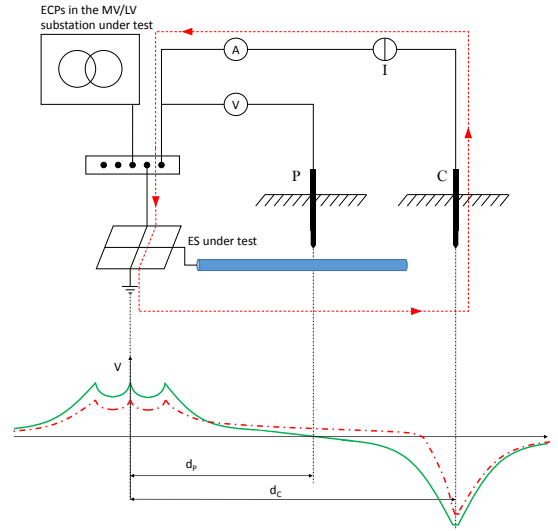 ECPs in the MV/LV
substation under test
A
I
V
P
C
ES under test
V
dP
dC